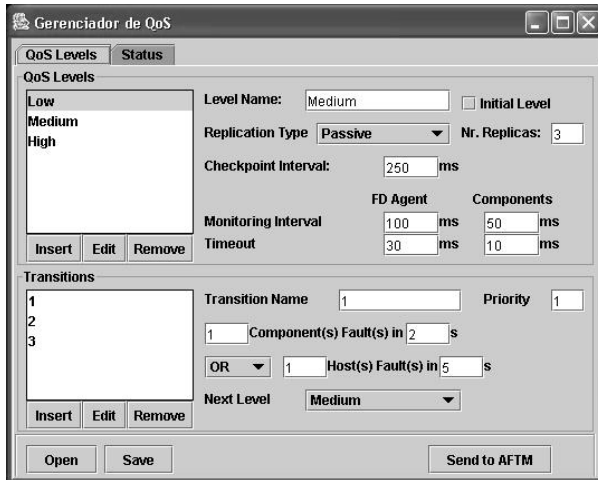 Gerenciador de QoS
QoS Levels Status
QoS Levels
Low
Medium
High
Insert Edit Remove
Level Name: Medium Initial Level
Replication Type Passive Nr. Replicas: 3
Checkpoint Interval: 250 ms
FD Agent Components
Monitoring Interval 100 ms 50 ms
Timeout 30 ms 10 ms
Transitions
1
2
3
Insert Edit Remove
Transition Name 1 Priority 1
1 Component(s) Fault(s) in 2 s
OR 1 Host(s) Fault(s) in 5 s
Next Level Medium
Open Save Send to AFTM